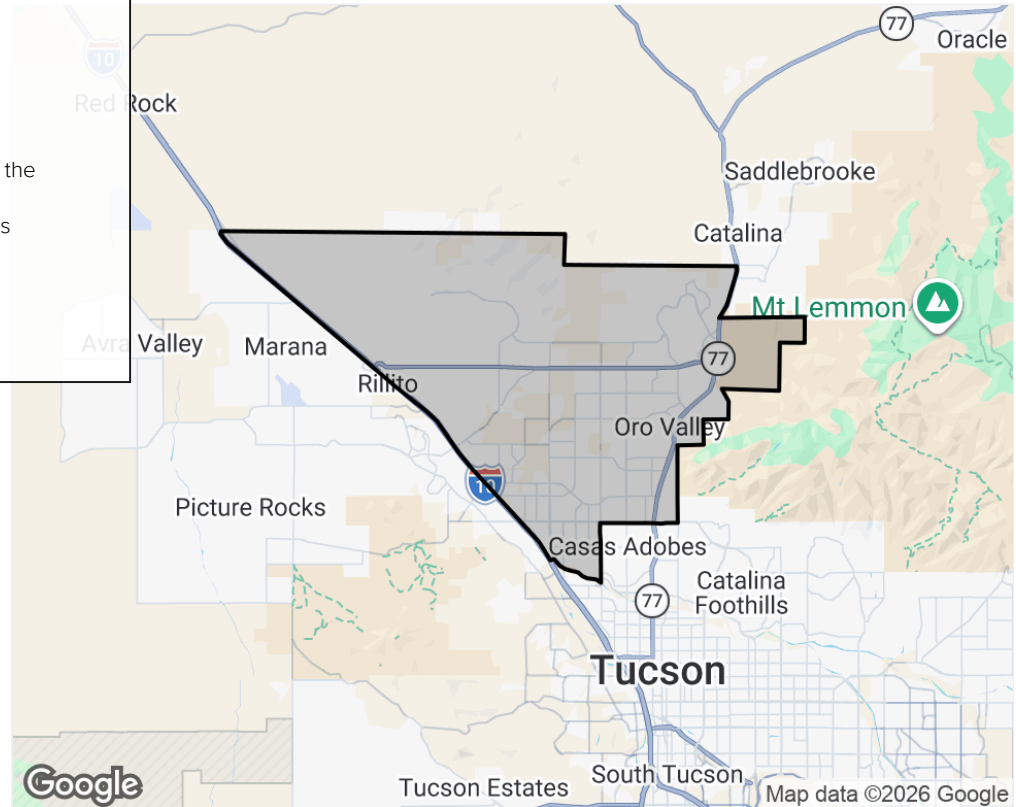 77
Oracle
10
Red Rock
the
Saddlebrooke
s
Catalina
Mt Lemmon
Avra Valley
Marana
77
Rillito
Oro Valley
10
Picture Rocks
Casas Adobes
Catalina
Foothills
77
Tucson
South Tucson
Tucson Estates
Google
Map data ©2026 Google